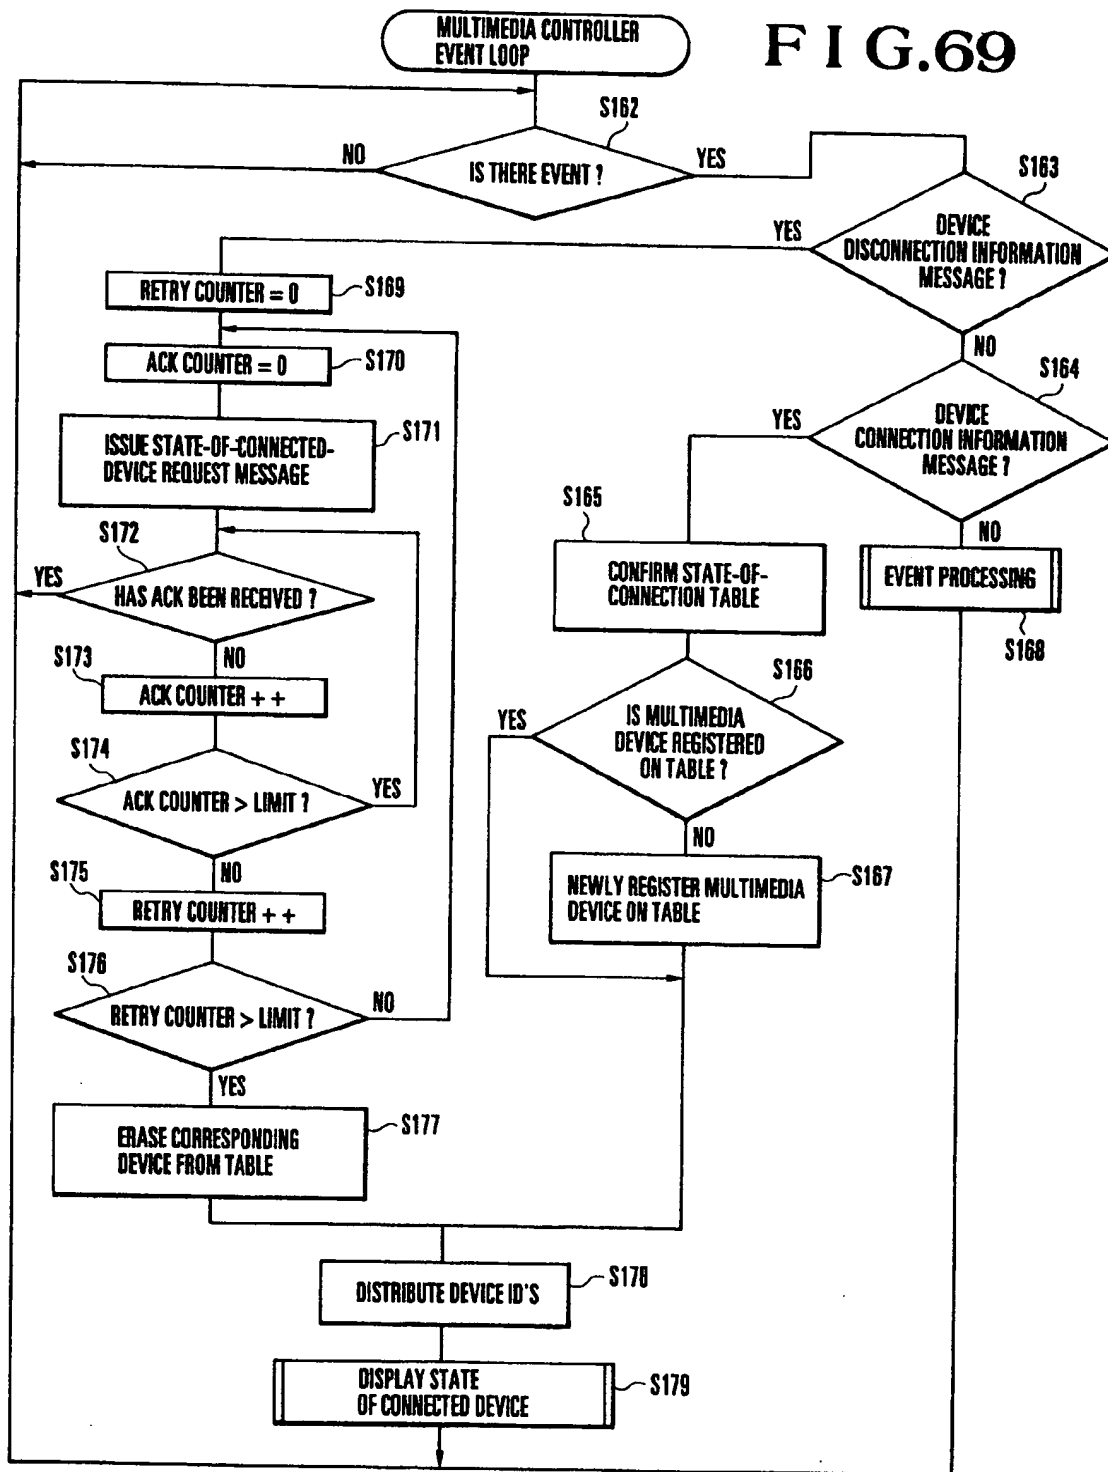 MULTIMEDIA CONTROLLER
EVENT LOOP
FIG.69
S162
IS THERE EVENT ?
NO
YES
S163
DEVICE
DISCONNECTION INFORMATION
MESSAGE ?
YES
NO
S169
RETRY COUNTER = 0
S170
ACK COUNTER = 0
S164
DEVICE
CONNECTION INFORMATION
MESSAGE ?
YES
NO
S171
ISSUE STATE-OF-CONNECTED-
DEVICE REQUEST MESSAGE
S165
CONFIRM STATE-OF-
CONNECTION TABLE
EVENT PROCESSING
S168
S172
YES
HAS ACK BEEN RECEIVED ?
NO
S173
ACK COUNTER + +
S166
YES
IS MULTIMEDIA
DEVICE REGISTERED
ON TABLE ?
NO
S174
ACK COUNTER > LIMIT ?
YES
NO
S175
RETRY COUNTER + +
S167
NEWLY REGISTER MULTIMEDIA
DEVICE ON TABLE
S176
RETRY COUNTER > LIMIT ?
NO
YES
S177
ERASE CORRESPONDING
DEVICE FROM TABLE
S178
DISTRIBUTE DEVICE ID'S
S179
DISPLAY STATE
OF CONNECTED DEVICE